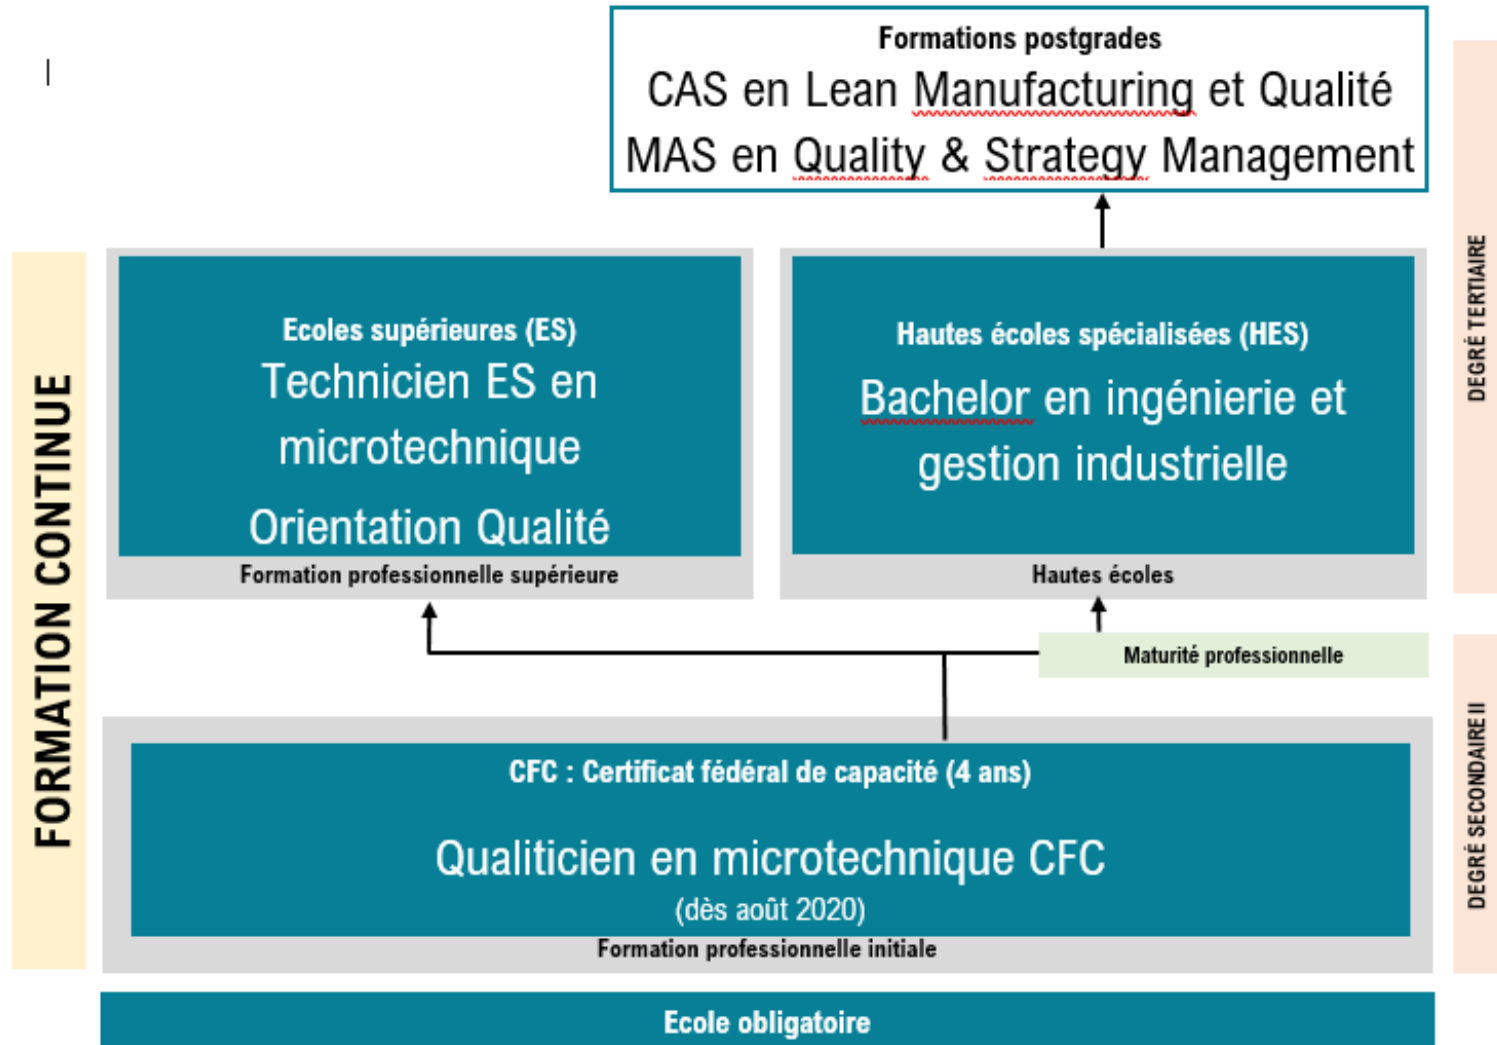 Formations postgrades
CAS en Lean Manufacturing et Qualité
MAS en Quality & Strategy Management
DEGRÉ TERTIAIRE
FORMATION CONTINUE
Ecoles supérieures (ES)
Technicien ES en
microtechnique
Orientation Qualité
Formation professionnelle supérieure
Hautes écoles spécialisées (HES)
Bachelor en ingénierie et
gestion industrielle
Hautes écoles
Maturité professionnelle
DEGRÉ SECONDAIRE II
CFC : Certificat fédéral de capacité (4 ans)
Qualiticien en microtechnique CFC
(dès août 2020)
Formation professionnelle initiale
Ecole obligatoire